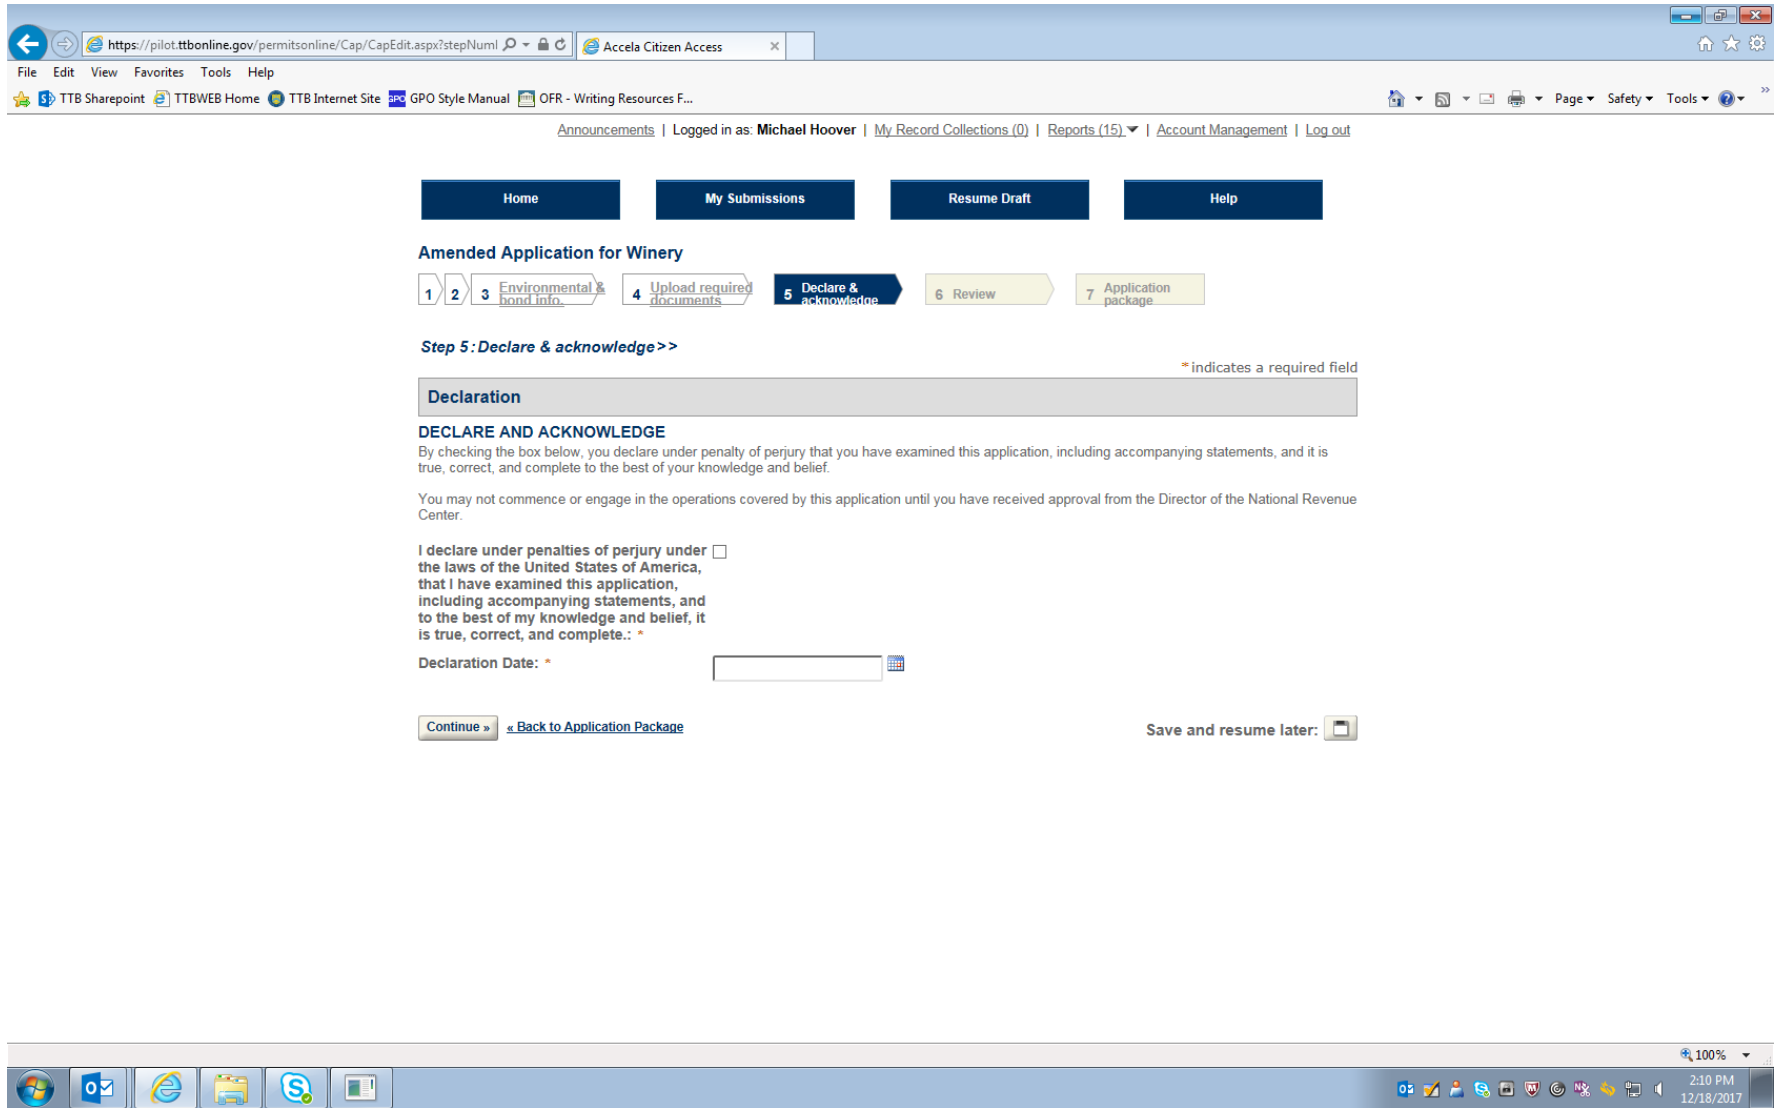 https://pilot.ttbonline.gov/permitsonline/Cap/CapEdit.aspx?stepNuml
Accela Citizen Access
File Edit View Favorites Tools Help
TTB Sharepoint TTBWEB Home TTB Internet Site GPO GPO Style Manual OFR - Writing Resources F... Page Safety Tools
Announcements | Logged in as: Michael Hoover | My Record Collections (0) | Reports (15) | Account Management | Log out
Home My Submissions Resume Draft Help
Amended Application for Winery
1 2 3 Environmental & bond info. 4 Upload required documents 5 Declare & acknowledge 6 Review 7 Application package
Step 5: Declare & acknowledge>>
*indicates a required field
Declaration
DECLARE AND ACKNOWLEDGE
By checking the box below, you declare under penalty of perjury that you have examined this application, including accompanying statements, and it is
true, correct, and complete to the best of your knowledge and belief.
You may not commence or engage in the operations covered by this application until you have received approval from the Director of the National Revenue
Center.
I declare under penalties of perjury under
the laws of the United States of America,
that I have examined this application,
including accompanying statements, and
to the best of my knowledge and belief, it
is true, correct, and complete.: *
Declaration Date: *
Continue » « Back to Application Package Save and resume later:
100%
2:10 PM
12/18/2017